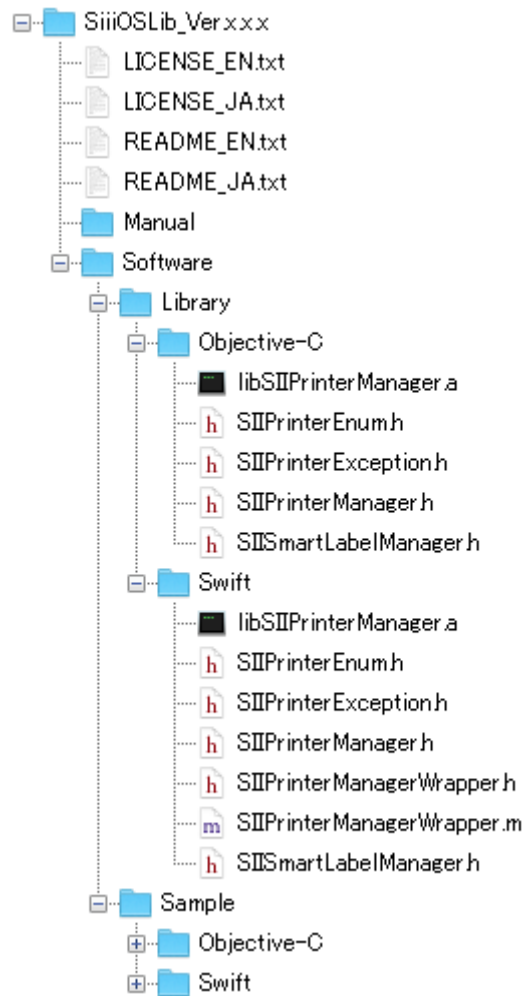 SiiiOSLib_Ver.x.x.x
LICENSE_EN.txt
LICENSE_JA.txt
README_EN.txt
README_JA.txt
Manual
Software
Library
Objective-C
libSIIPrinterManager.a
SIIPrinterEnum.h
SIIPrinterException.h
SIIPrinterManager.h
SIISmartLabelManager.h
Swift
libSIIPrinterManager.a
SIIPrinterEnum.h
SIIPrinterException.h
SIIPrinterManager.h
SIIPrinterManagerWrapper.h
SIIPrinterManagerWrapper.m
SIISmartLabelManager.h
Sample
Objective-C
Swift